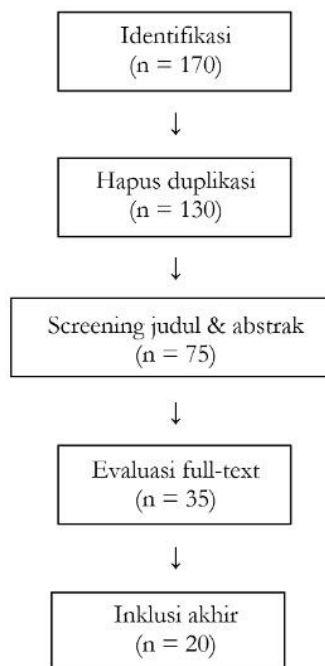 Identifikasi
(n = 170)
↓
Hapus duplikasi
(n = 130)
↓
Screening judul & abstrak
(n = 75)
↓
Evaluasi full-text
(n = 35)
↓
Inklusi akhir
(n = 20)